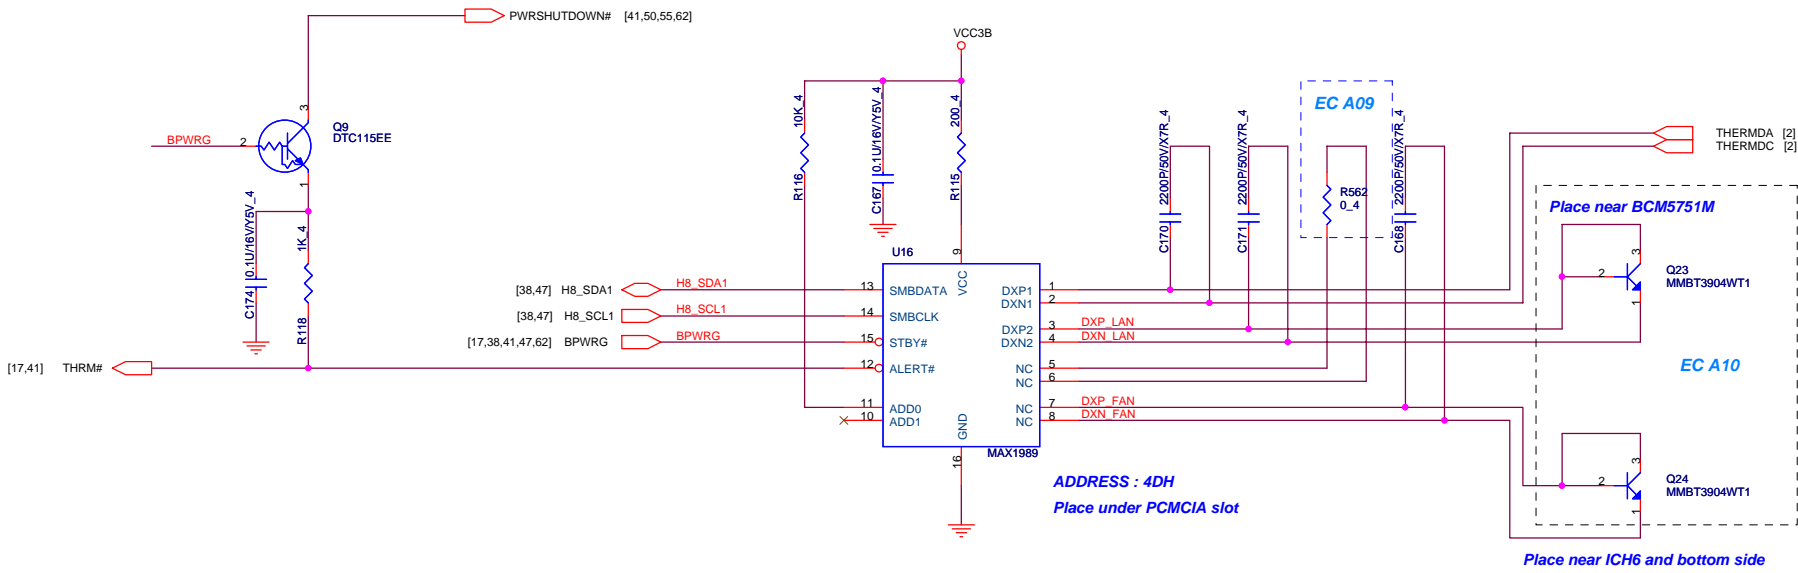 PWRSHUTDOWN# [41,50,55,62]
VCC3B
BPWRG
2
3
1
Q9
DTC115EE
C174
0.1U/16V/Y5V_4
1K_4
R118
[17,41] THRM#
10K_4
R116
0.1U/16V/Y5V_4
C167
200_4
R115
[38,47] H8_SDA1
H8_SDA1
[38,47] H8_SCL1
H8_SCL1
[17,38,41,47,62] BPWRG
BPWRG
U16
9
VCC
13 SMBDATA
14 SMBCLK
15 STBY#
12 ALERT#
11 ADD0
10 ADD1
GND
16
MAX1989
DXP1 1
DXN1 2
DXP2 3
DXN2 4
NC 5
NC 6
NC 7
NC 8
DXP_LAN
DXN_LAN
DXP_FAN
DXN_FAN
2200P/50V/X7R_4
C170
2200P/50V/X7R_4
C171
EC A09
R562
0_4
2200P/50V/X7R_4
C168
THERMDA [2]
THERMDC [2]
Place near BCM5751M
2
3
1
Q23
MMBT3904WT1
EC A10
2
3
1
Q24
MMBT3904WT1
ADDRESS : 4DH
Place under PCMCIA slot
Place near ICH6 and bottom side